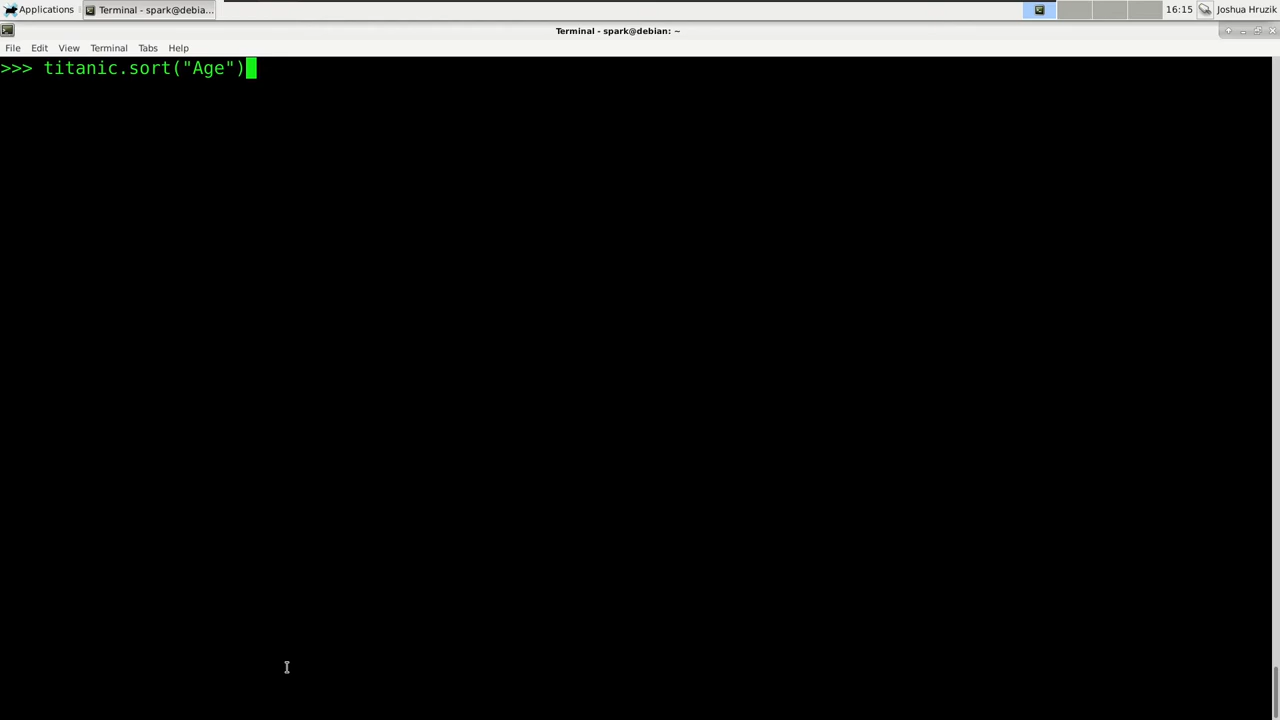 Applications Terminal - spark@debia... 16:15 Joshua Hruzik
Terminal - spark@debian: ~
File Edit View Terminal Tabs Help
>>> titanic.sort("Age")